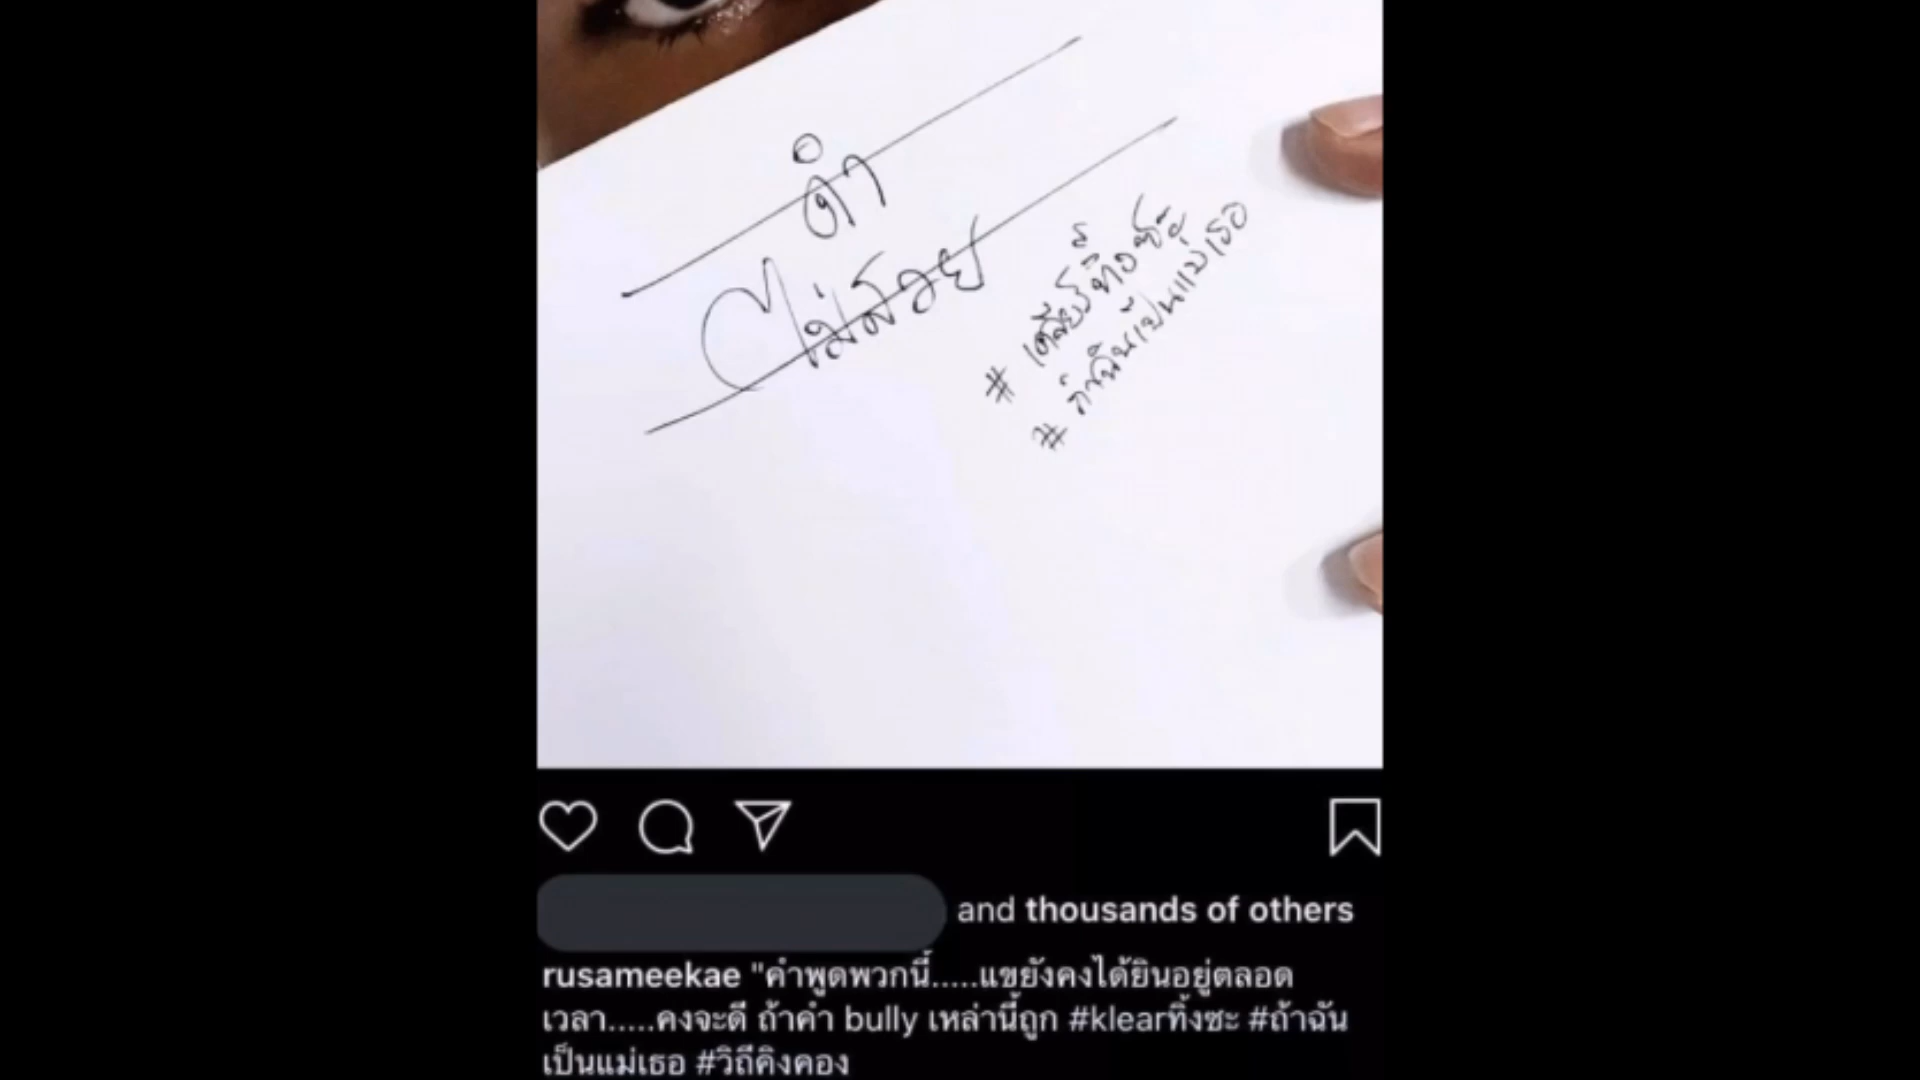 ดำ
ไม่สวย
# เคลียร์ทิ้งซะ
# ถ้าฉันเป็นแม่เธอ
and thousands of others
rusameekae "คำพูดพวกนี้.....แขยังคงได้ยินอยู่ตลอด
เวลา.....คงจะดี ถ้าคำ bully เหล่านี้ถูก #klearทิ้งซะ #ถ้าฉัน
เป็นแม่เธอ #วิถีคิงคอง